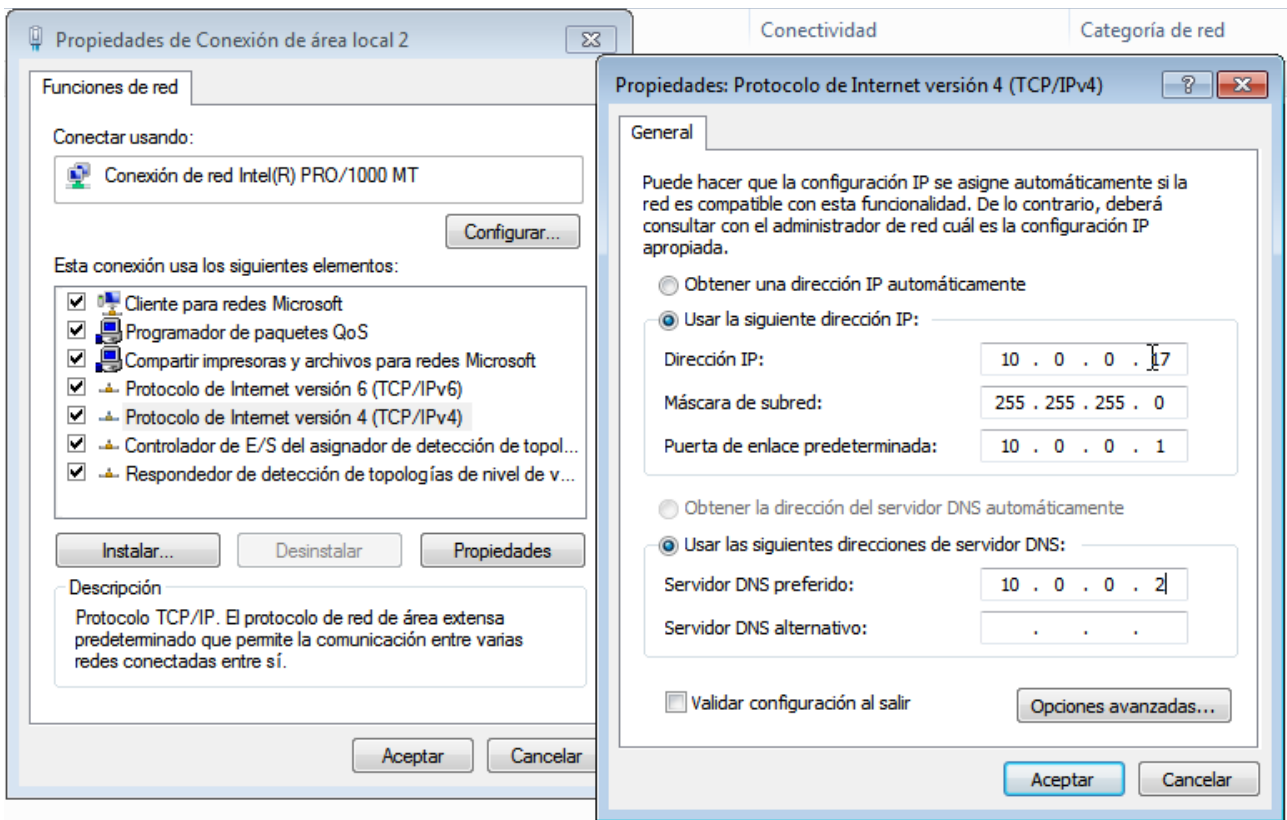 Conectividad
Categoría de red
Propiedades de Conexión de área local 2
Funciones de red
Conectar usando:
Conexión de red Intel(R) PRO/1000 MT
Configurar...
Esta conexión usa los siguientes elementos:
Cliente para redes Microsoft
Programador de paquetes QoS
Compartir impresoras y archivos para redes Microsoft
Protocolo de Internet versión 6 (TCP/IPv6)
Protocolo de Internet versión 4 (TCP/IPv4)
Controlador de E/S del asignador de detección de topol...
Respondedor de detección de topologías de nivel de v...
Instalar...
Desinstalar
Propiedades
Descripción
Protocolo TCP/IP. El protocolo de red de área extensa
predeterminado que permite la comunicación entre varias
redes conectadas entre sí.
Aceptar
Cancelar
Propiedades: Protocolo de Internet versión 4 (TCP/IPv4)
General
Puede hacer que la configuración IP se asigne automáticamente si la
red es compatible con esta funcionalidad. De lo contrario, deberá
consultar con el administrador de red cuál es la configuración IP
apropiada.
Obtener una dirección IP automáticamente
Usar la siguiente dirección IP:
Dirección IP: 10 . 0 . 0 . 17
Máscara de subred: 255 . 255 . 255 . 0
Puerta de enlace predeterminada: 10 . 0 . 0 . 1
Obtener la dirección del servidor DNS automáticamente
Usar las siguientes direcciones de servidor DNS:
Servidor DNS preferido: 10 . 0 . 0 . 2
Servidor DNS alternativo: . . .
Validar configuración al salir
Opciones avanzadas...
Aceptar
Cancelar